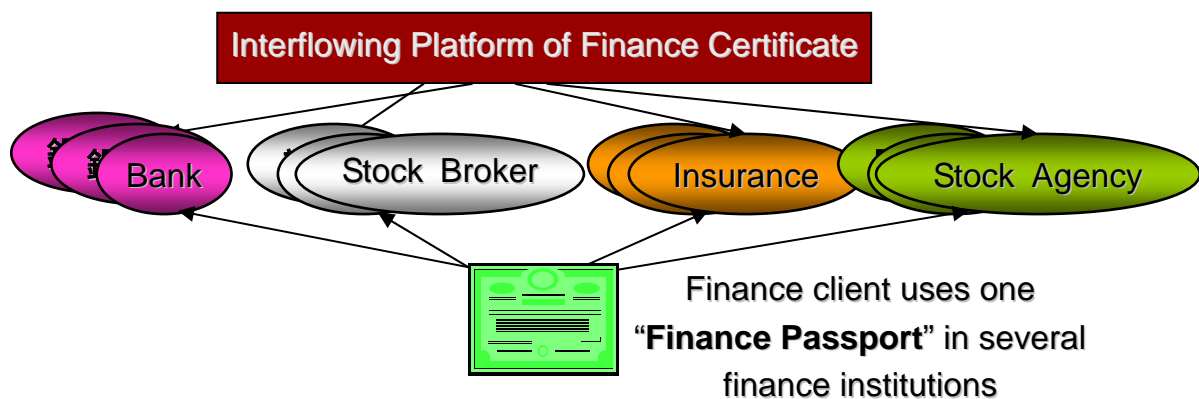 Interflowing Platform of Finance Certificate
Bank
Stock Broker
Insurance
Stock Agency
Finance client uses one
“Finance Passport” in several
finance institutions